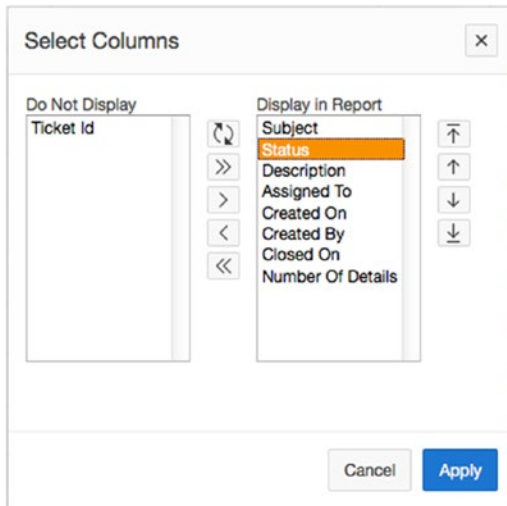 Select Columns
Do Not Display
Ticket Id
Display in Report
Subject
Status
Description
Assigned To
Created On
Created By
Closed On
Number Of Details
Cancel
Apply